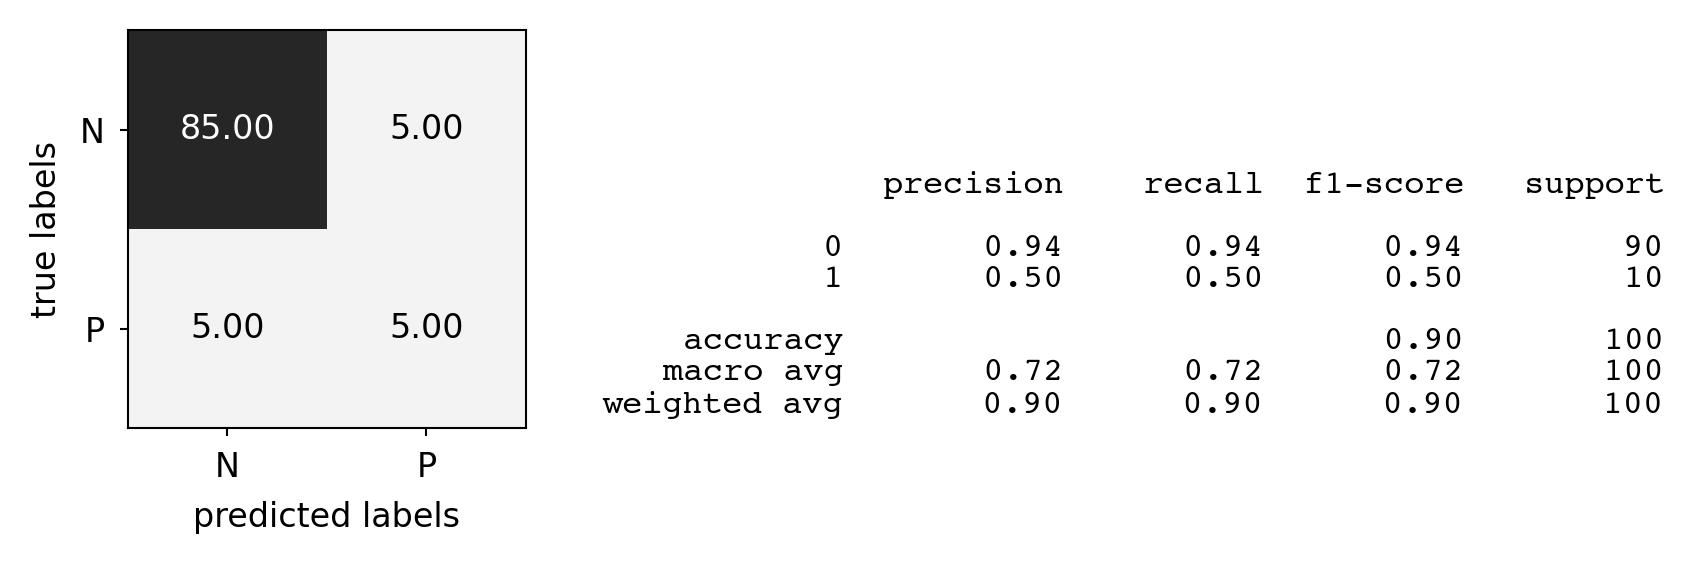 true labels
N
85.00 5.00
P
5.00 5.00
N P
predicted labels
precision recall f1-score support
0 0.94 0.94 0.94 90
1 0.50 0.50 0.50 10
accuracy 0.90 100
macro avg 0.72 0.72 0.72 100
weighted avg 0.90 0.90 0.90 100